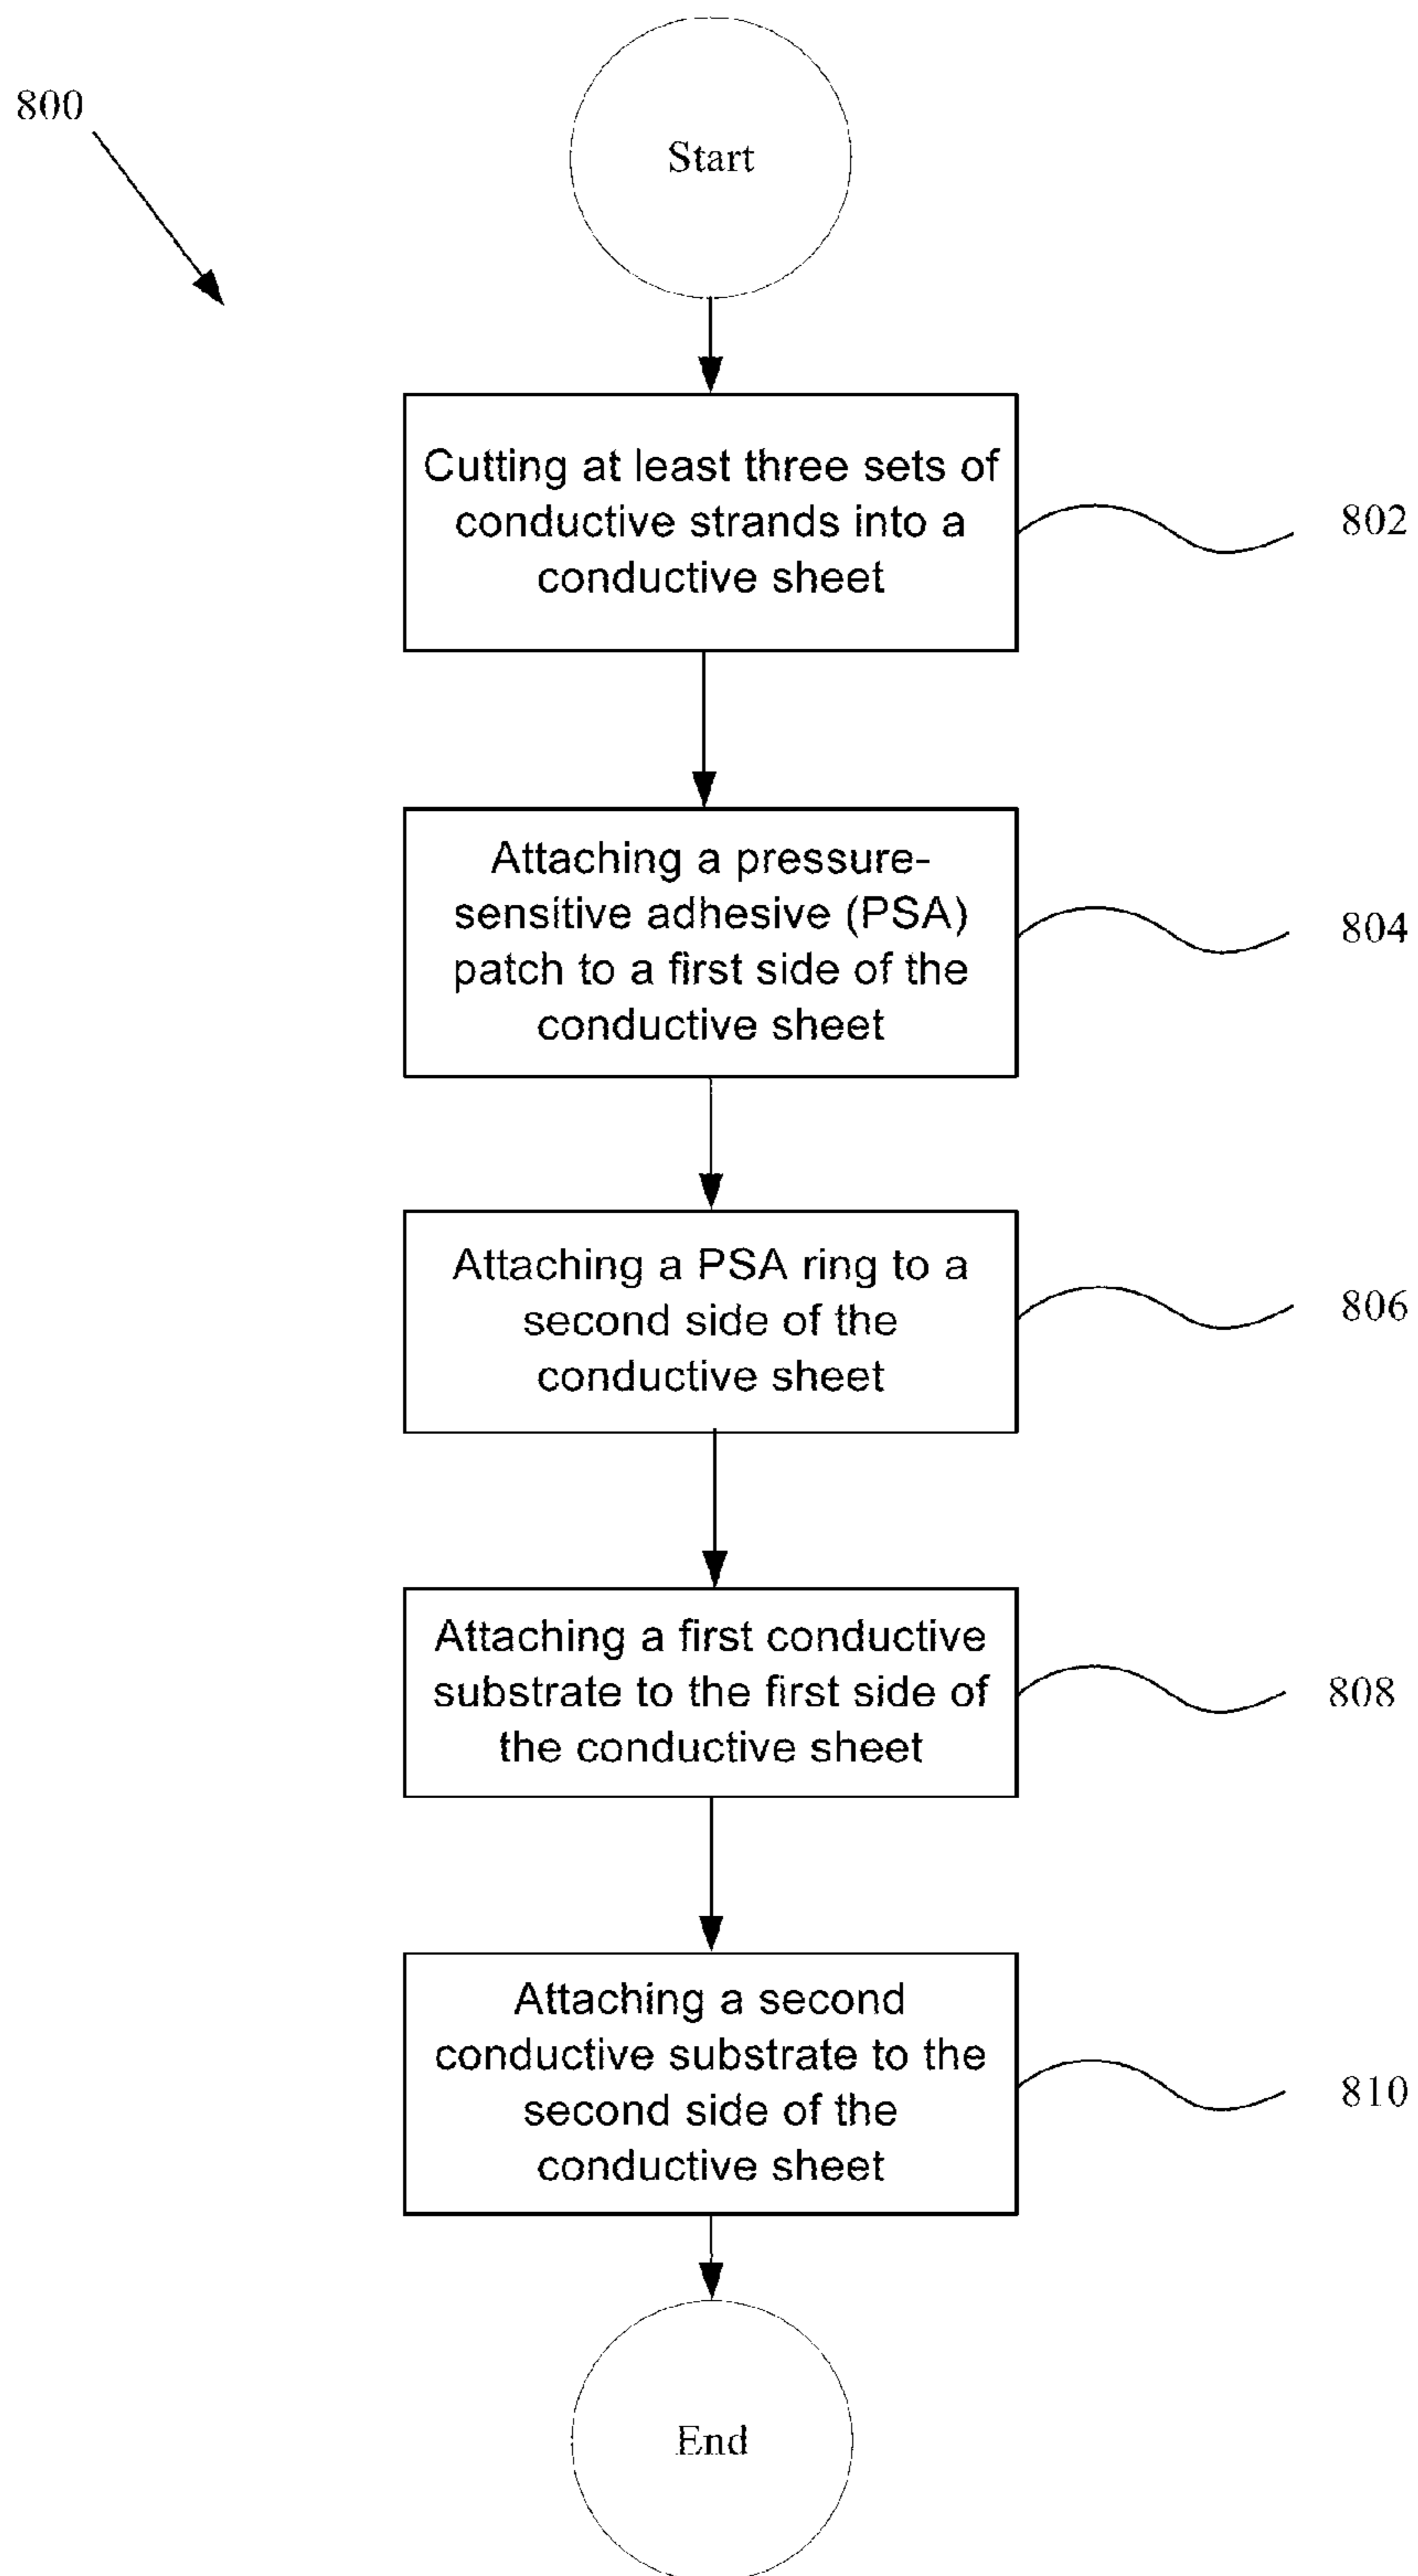 800
Start
Cutting at least three sets of
conductive strands into a
conductive sheet
802
Attaching a pressure-
sensitive adhesive (PSA)
patch to a first side of the
conductive sheet
804
Attaching a PSA ring to a
second side of the
conductive sheet
806
Attaching a first conductive
substrate to the first side of
the conductive sheet
808
Attaching a second
conductive substrate to the
second side of the
conductive sheet
810
End